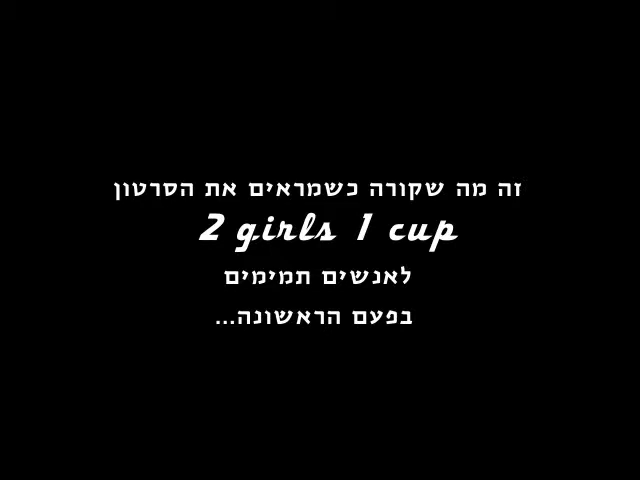 זה מה שקורה כשמראים את הסרטון
2 girls 1 cup
לאנשים תמימים
בפעם הראשונה...